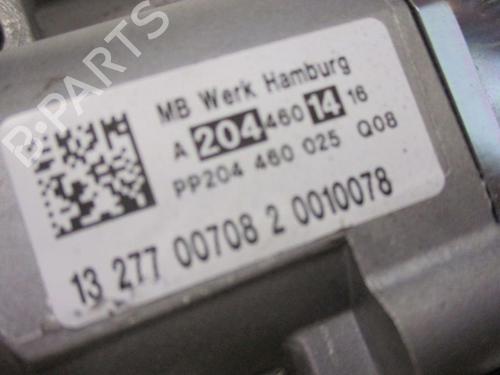 B-PARTS
MB Werk Hamburg
A 204 460 14 16
PP204 460 025 Q08
13 277 00708 2 0010078